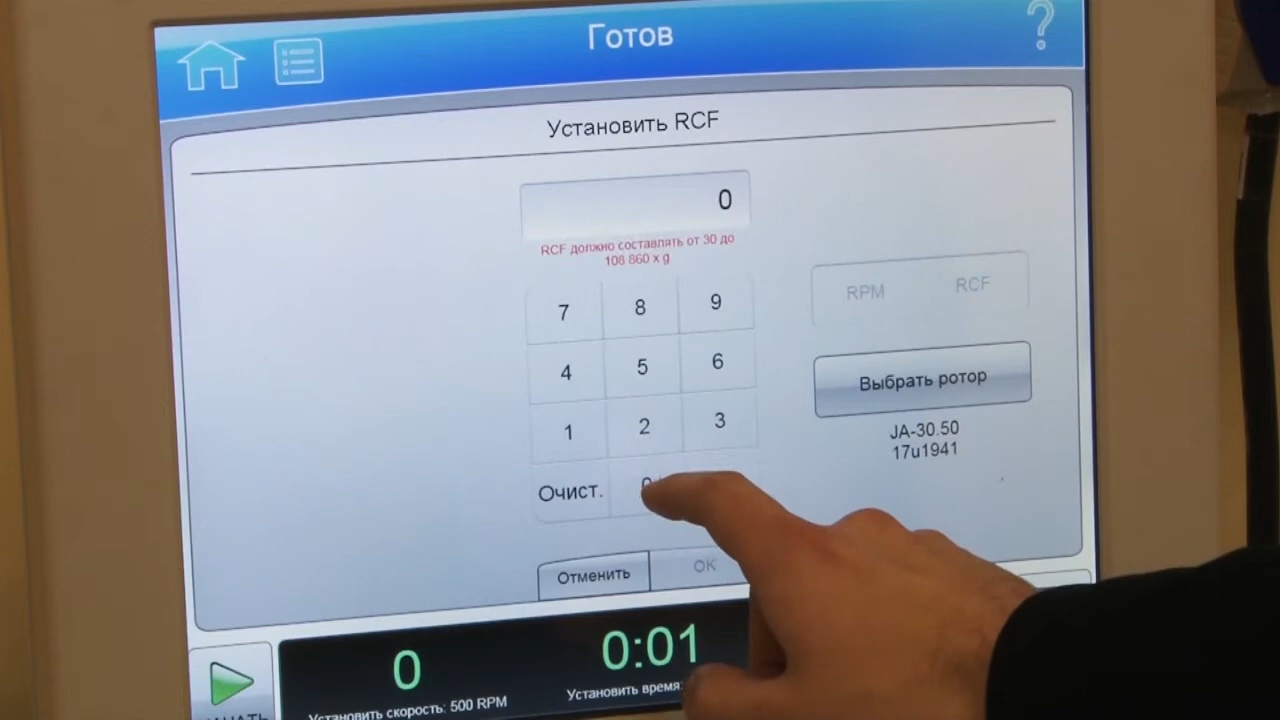 Готов
?
Установить RCF
0
RCF должно составлять от 30 до
108 860 x g
7 8 9
4 5 6
1 2 3
Очист. 0
RPM RCF
Выбрать ротор
JA-30.50
17u1941
Отменить OK
0 0:01
Установить скорость: 500 RPM
Установить время: